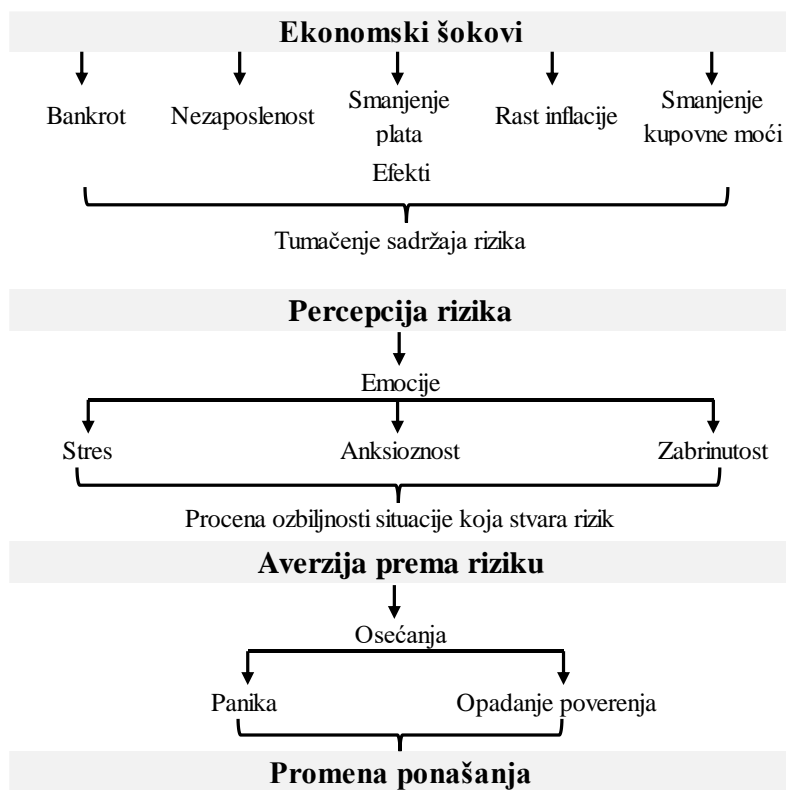 Ekonomski šokovi
Bankrot
Nezaposlenost
Smanjenje
plata
Rast inflacije
Smanjenje
kupovne moći
Efekti
Tumačenje sadržaja rizika
Percepcija rizika
Emocije
Stres
Anksioznost
Zabrinutost
Procena ozbiljnosti situacije koja stvara rizik
Averzija prema riziku
Osećanja
Panika
Opadanje poverenja
Promena ponašanja